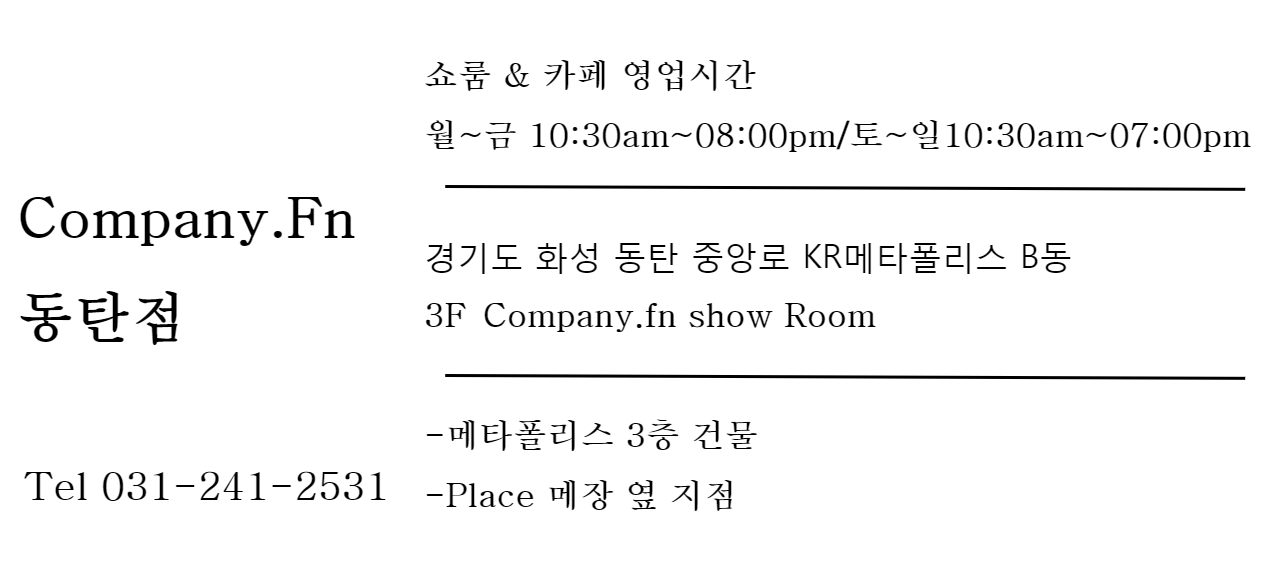 Company.Fn
동탄점
Tel 031-241-2531
쇼룸 & 카페 영업시간
월~금 10:30am~08:00pm/토~일10:30am~07:00pm
경기도 화성 동탄 중앙로 KR메타폴리스 B동
3F Company.fn show Room
-메타폴리스 3층 건물
-Place 메장 옆 지점